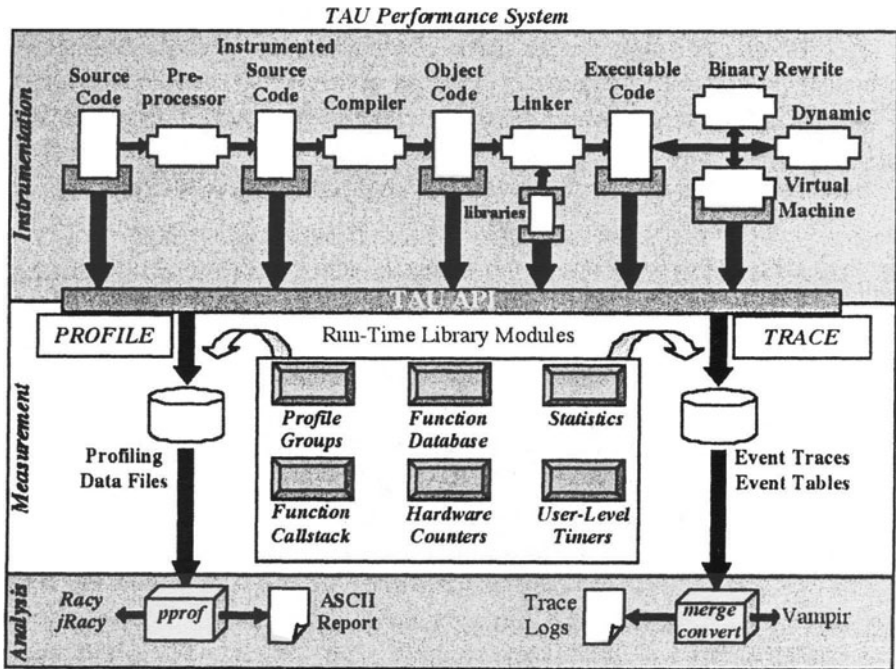 TAU Performance System
Instrumentation
Source
Code
Pre-
processor
Instrumented
Source
Code
Compiler
Object
Code
Linker
Executable
Code
Binary Rewrite
Dynamic
libraries
Virtual
Machine
TAU API
Measurement
PROFILE
Run-Time Library Modules
TRACE
Profile
Groups
Function
Database
Statistics
Profiling
Data Files
Event Traces
Event Tables
Function
Callstack
Hardware
Counters
User-Level
Timers
Analysis
Racy
jRacy
pprof
ASCII
Report
Trace
Logs
merge
convert
Vampir